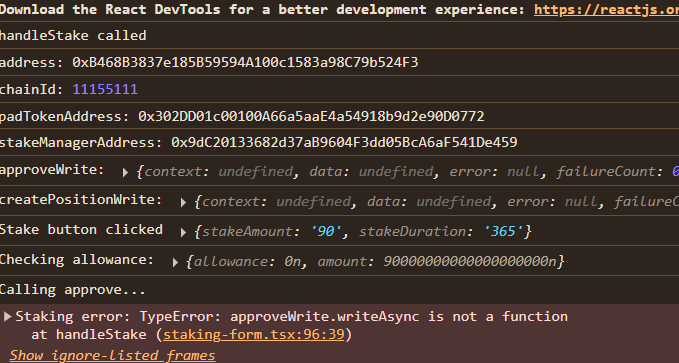 Download the React DevTools for a better development experience: https://reactjs.or
handleStake called
address: 0xB468B3837e185B59594A100c1583a98C79b524F3
chainId: 11155111
padTokenAddress: 0x302DD01c00100A66a5aaE4a54918b9d2e90D0772
stakeManagerAddress: 0x9dC20133682d37aB9604F3dd05BcA6aF541De459
approveWrite: ▶ {context: undefined, data: undefined, error: null, failureCount: 0
createPositionWrite: ▶ {context: undefined, data: undefined, error: null, failureC
Stake button clicked ▶ {stakeAmount: '90', stakeDuration: '365'}
Checking allowance: ▶ {allowance: 0n, amount: 90000000000000000000n}
Calling approve...
▶ Staking error: TypeError: approveWrite.writeAsync is not a function
at handleStake (staking-form.tsx:96:39)
Show ignore-listed frames